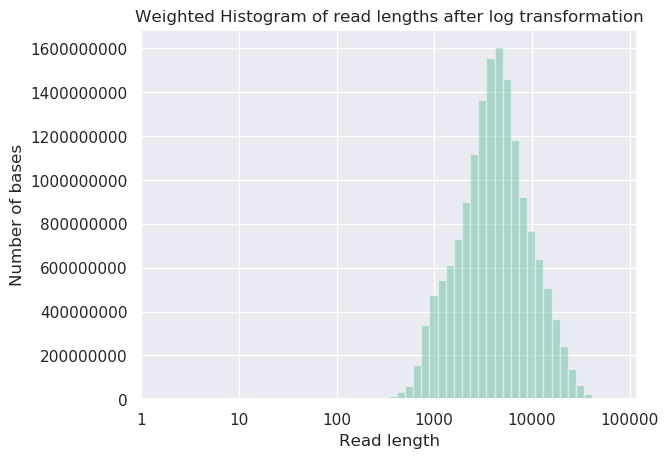 Weighted Histogram of read lengths after log transformation
1600000000
1400000000
1200000000
1000000000
800000000
600000000
400000000
200000000
0
Number of bases
1 10 100 1000 10000 100000
Read length